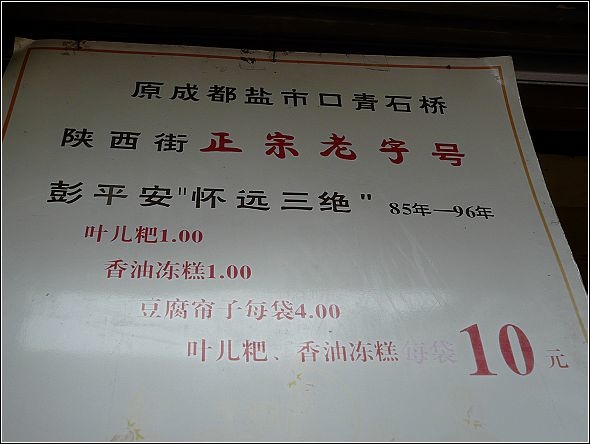 原成都盐市口青石桥
陕西街正宗老字号
彭平安"怀远三绝" 85年—96年
叶儿粑1.00
香油冻糕1.00
豆腐帘子每袋4.00
叶儿粑、香油冻糕每袋10元